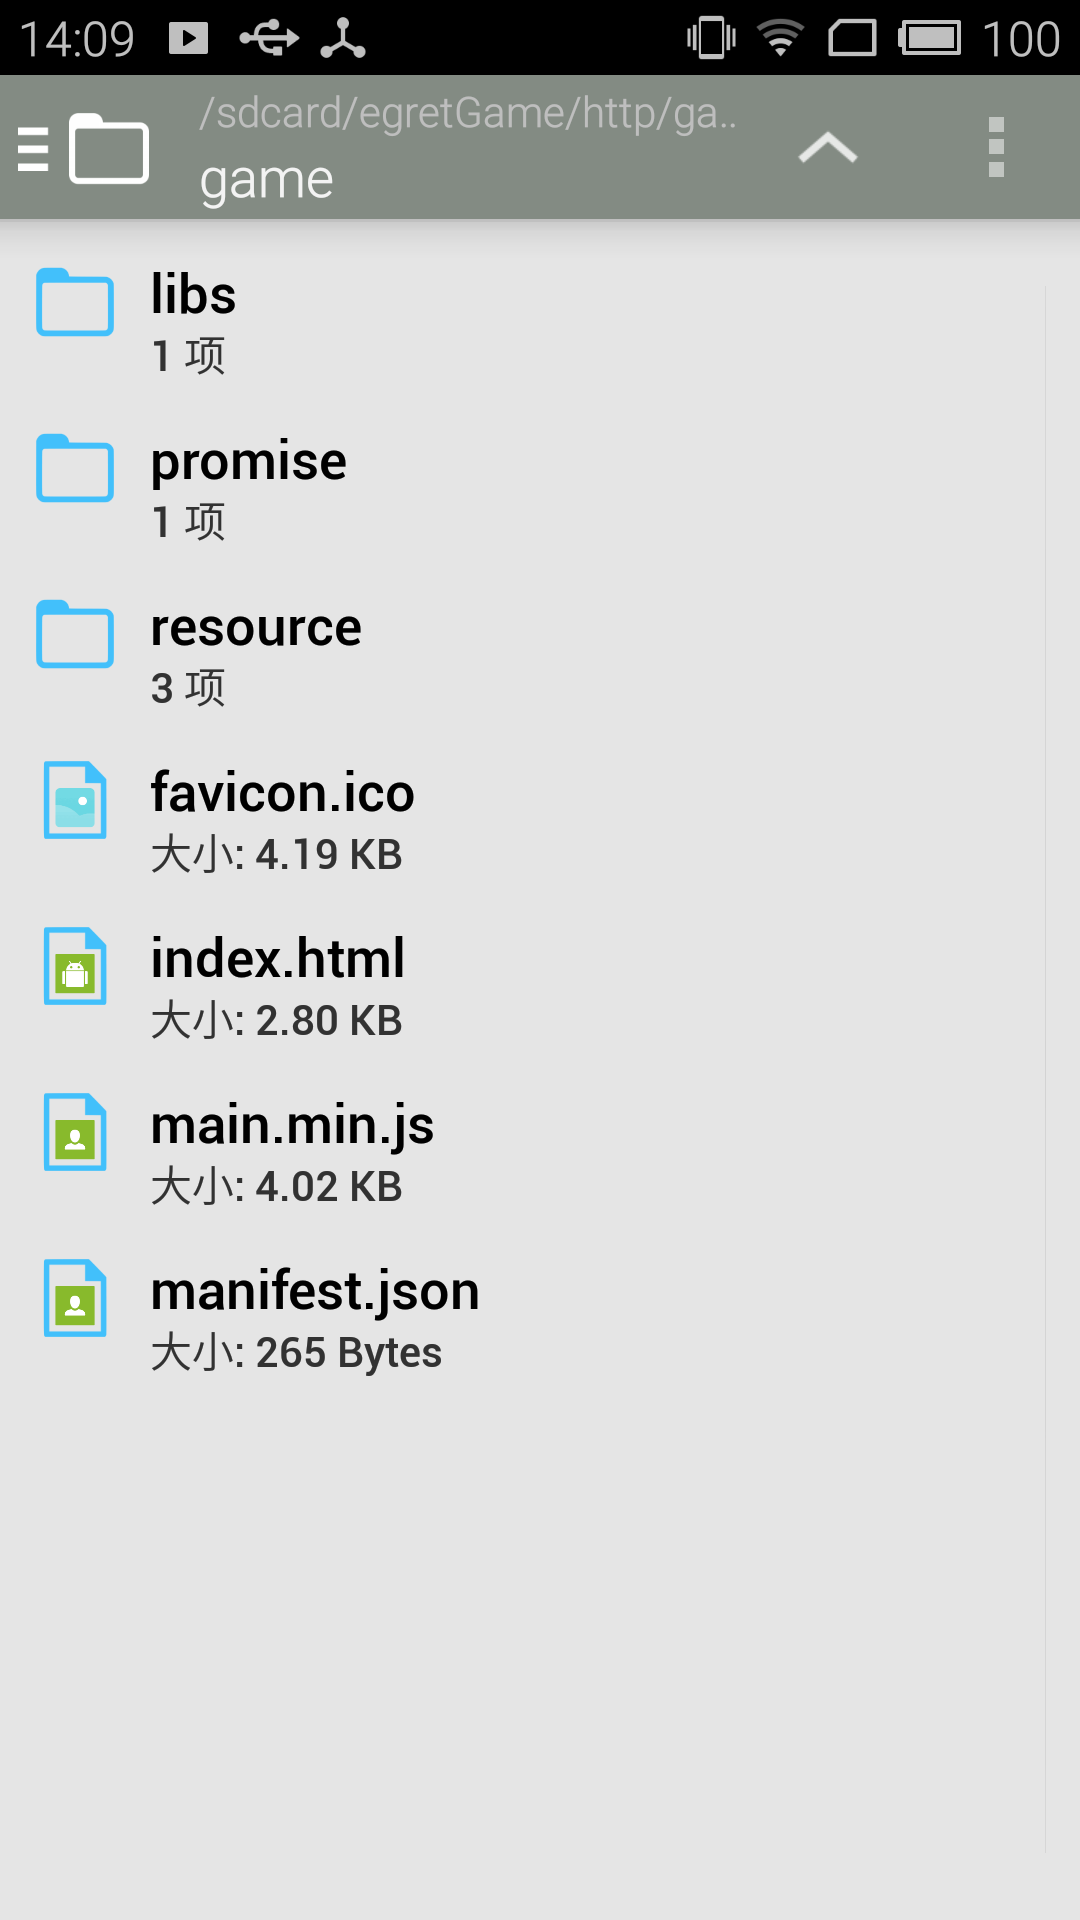 14:09
100
/sdcard/egretGame/http/ga..
game
libs
1 项
promise
1 项
resource
3 项
favicon.ico
大小: 4.19 KB
index.html
大小: 2.80 KB
main.min.js
大小: 4.02 KB
manifest.json
大小: 265 Bytes